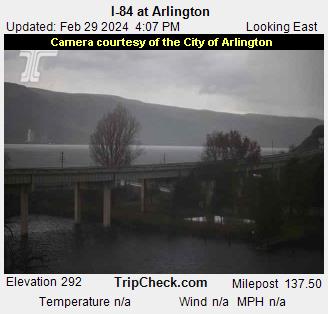 I-84 at Arlington
Updated: Feb 29 2024 4:07 PM Looking East
Camera courtesy of the City of Arlington
Elevation 292 TripCheck.com Milepost 137.50
Temperature n/a Wind n/a MPH n/a